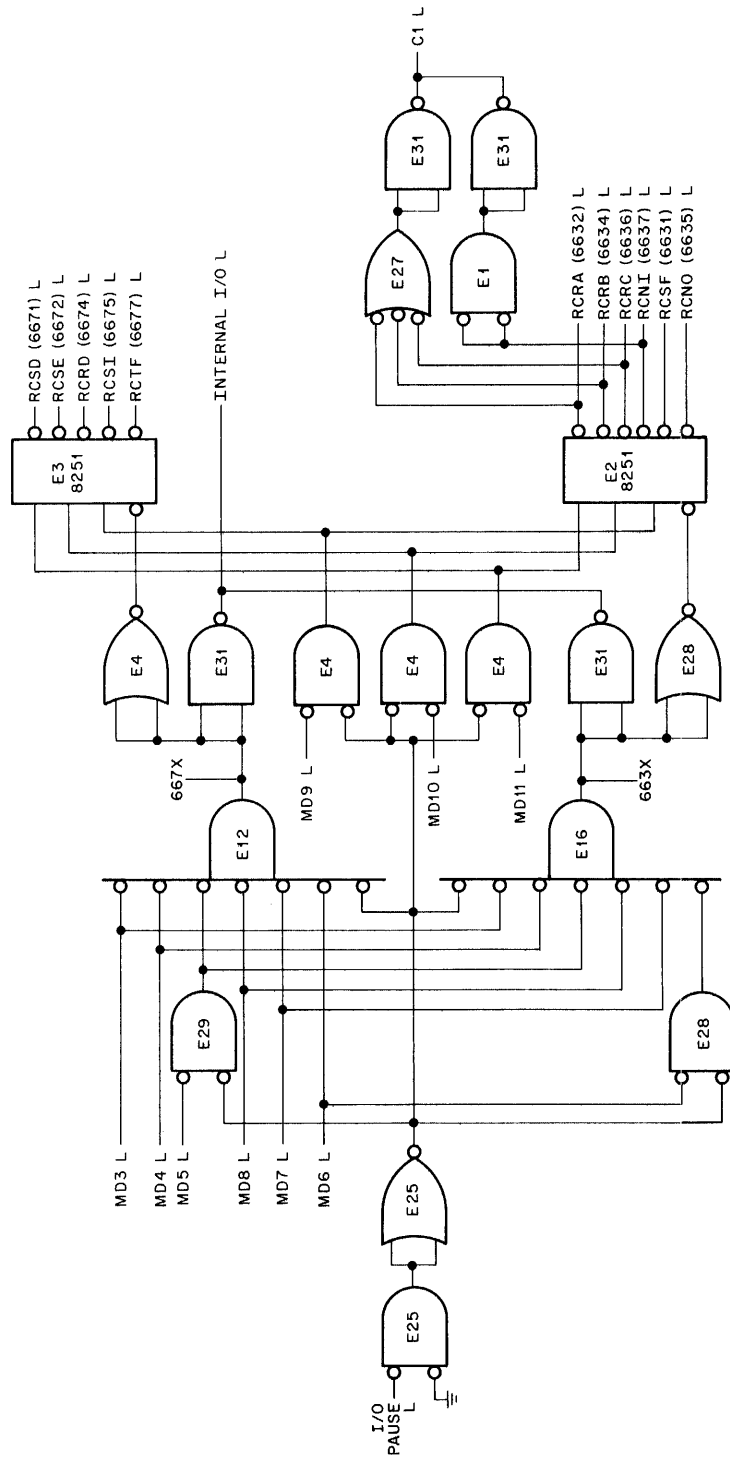 I/O
PAUSE
L
E25
E25
MD3 L
MD4 L
MD5 L
MD8 L
MD7 L
MD6 L
E29
E28
E12
E16
667X
663X
MD9 L
MD10 L
MD11 L
E4
E31
E4
E4
E4
E31
E28
E3
8251
RCSD (6671) L
RCSE (6672) L
RCRD (6674) L
RCSI (6675) L
RCTF (6677) L
INTERNAL I/O L
E2
8251
RCRA (6632) L
RCRB (6634) L
RCRC (6636) L
RCNI (6637) L
RCSF (6631) L
RCNO (6635) L
E27
E1
E31
E31
C1 L